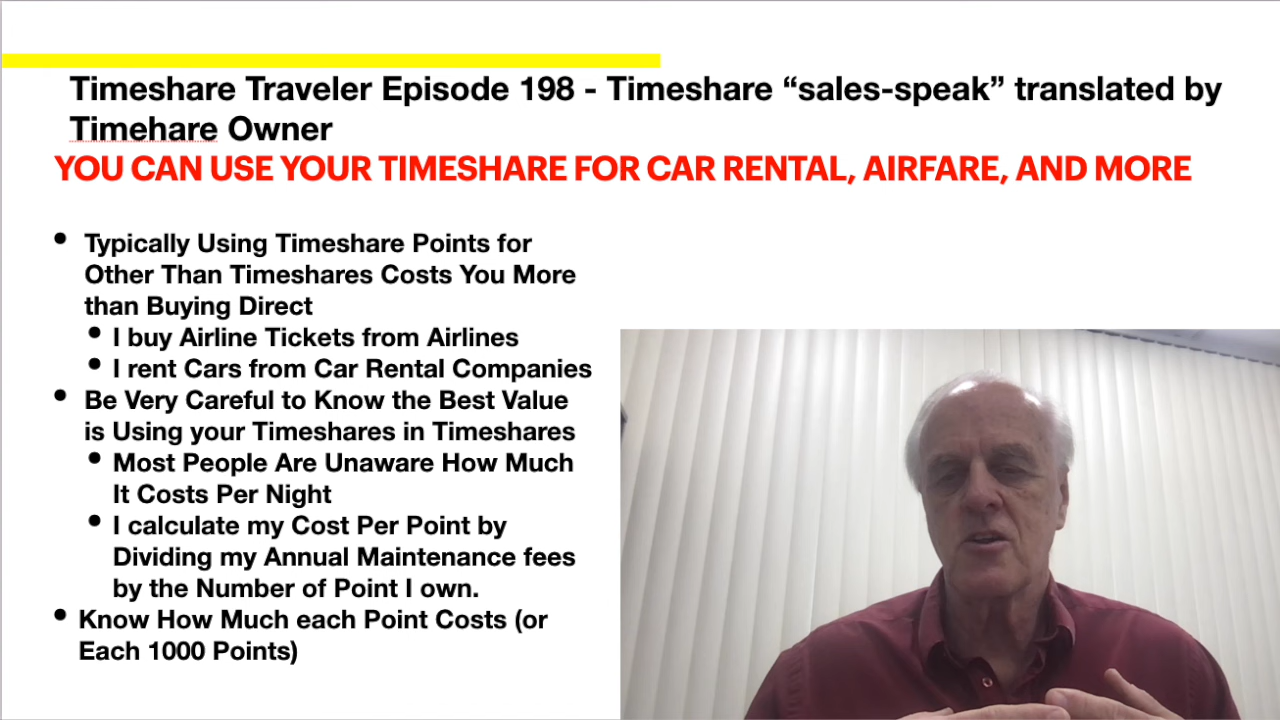 Timeshare Traveler Episode 198 - Timeshare “sales-speak” translated by
Timehare Owner
YOU CAN USE YOUR TIMESHARE FOR CAR RENTAL, AIRFARE, AND MORE
• Typically Using Timeshare Points for
Other Than Timeshares Costs You More
than Buying Direct
• I buy Airline Tickets from Airlines
• I rent Cars from Car Rental Companies
• Be Very Careful to Know the Best Value
is Using your Timeshares in Timeshares
• Most People Are Unaware How Much
It Costs Per Night
• I calculate my Cost Per Point by
Dividing my Annual Maintenance fees
by the Number of Point I own.
• Know How Much each Point Costs (or
Each 1000 Points)